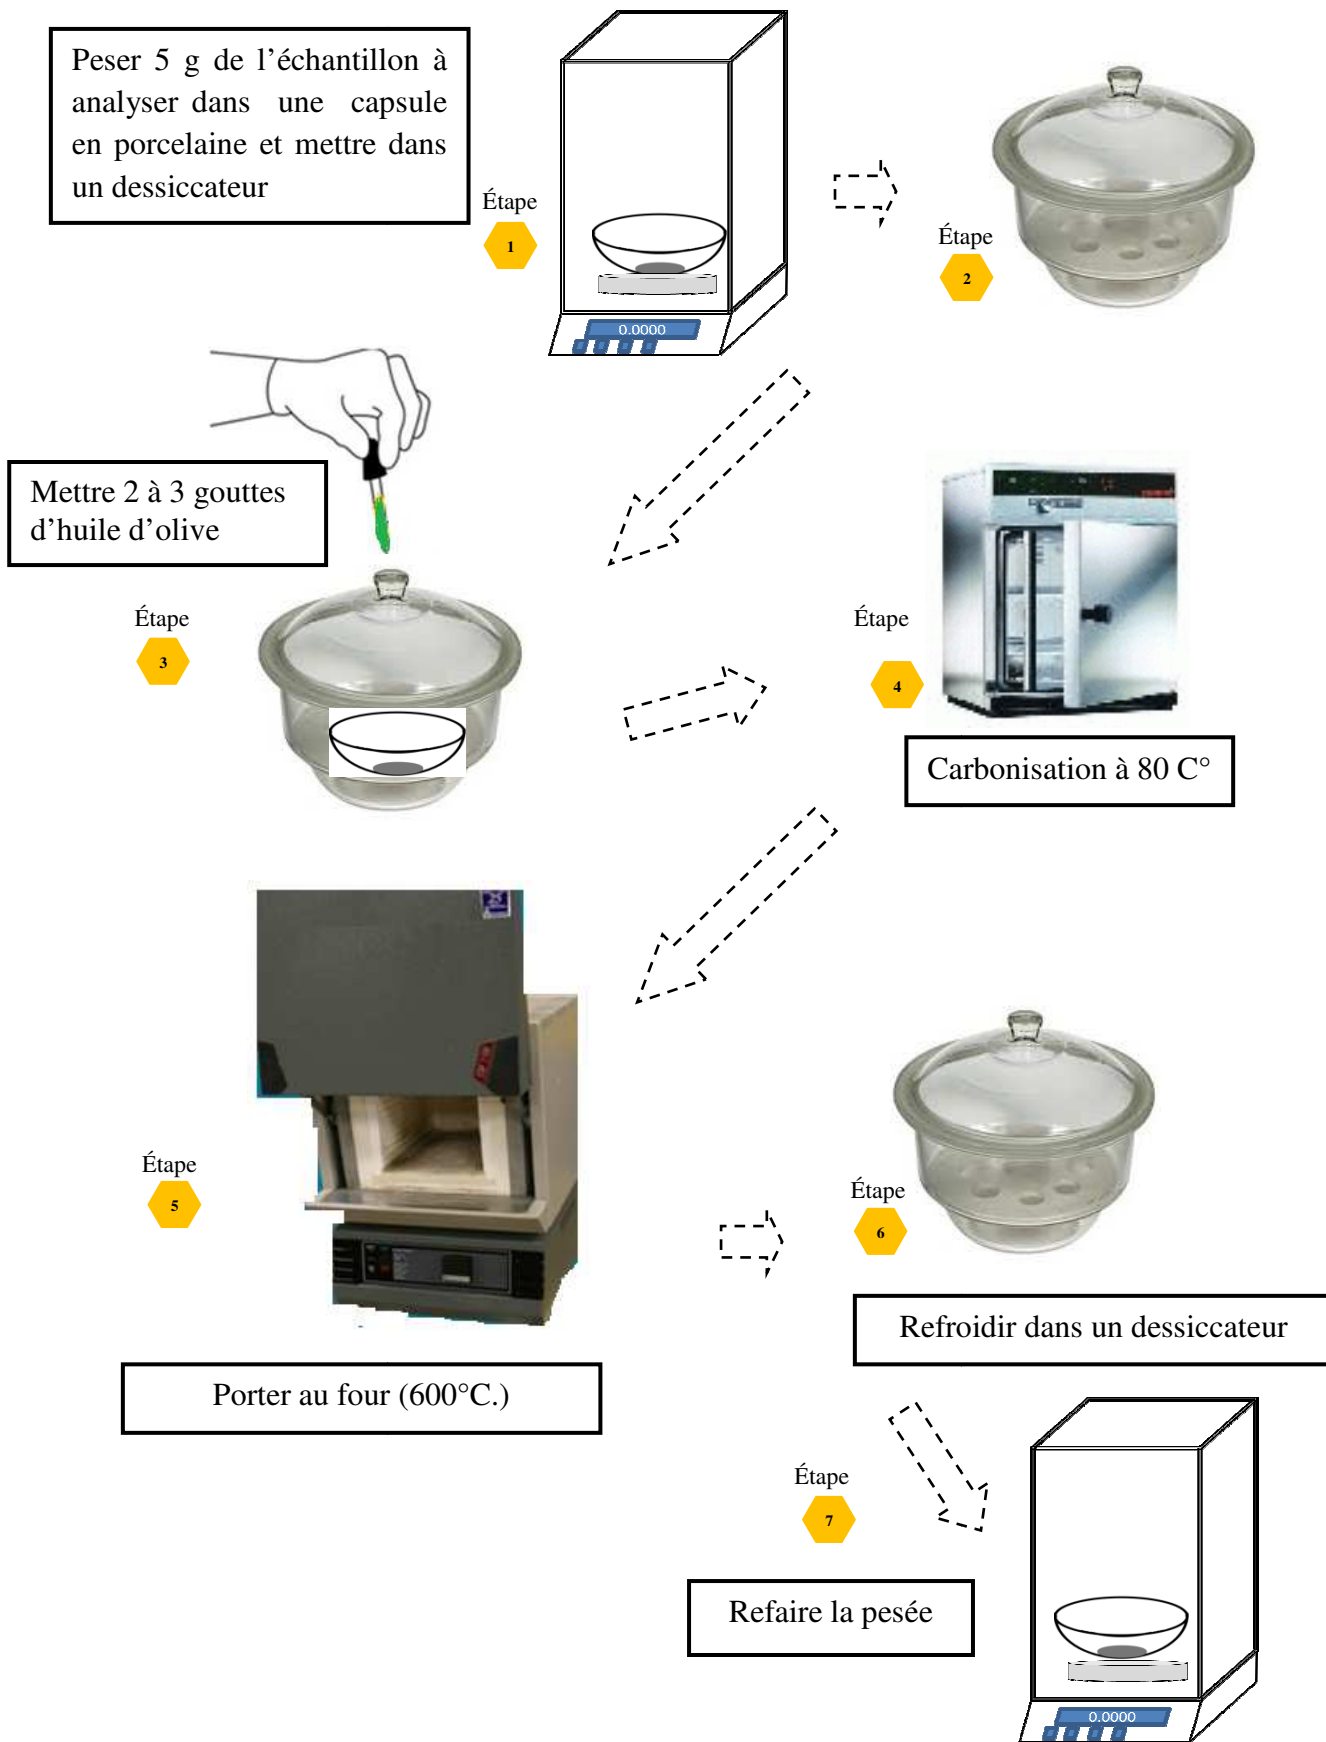 Peser 5 g de l’échantillon à
analyser dans une capsule
en porcelaine et mettre dans
un dessiccateur
Étape
1
0.0000
Étape
2
Mettre 2 à 3 gouttes
d’huile d’olive
Étape
3
Étape
4
Carbonisation à 80 C°
25
Étape
5
Porter au four (600°C.)
Étape
6
Refroidir dans un dessiccateur
Étape
7
Refaire la pesée
0.0000